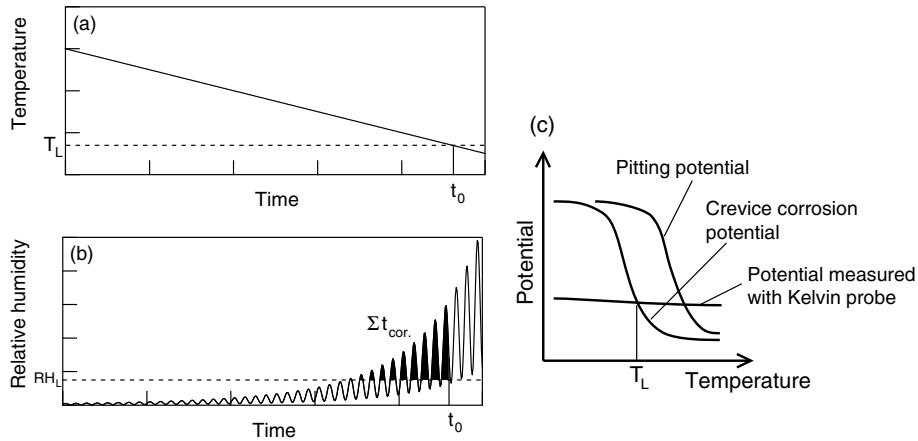 (a)
Temperature
T_L
Time
t_0
(b)
Relative humidity
Σt_cor.
RH_L
Time
t_0
(c)
Potential
Pitting potential
Crevice corrosion
potential
Potential measured
with Kelvin probe
T_L
Temperature